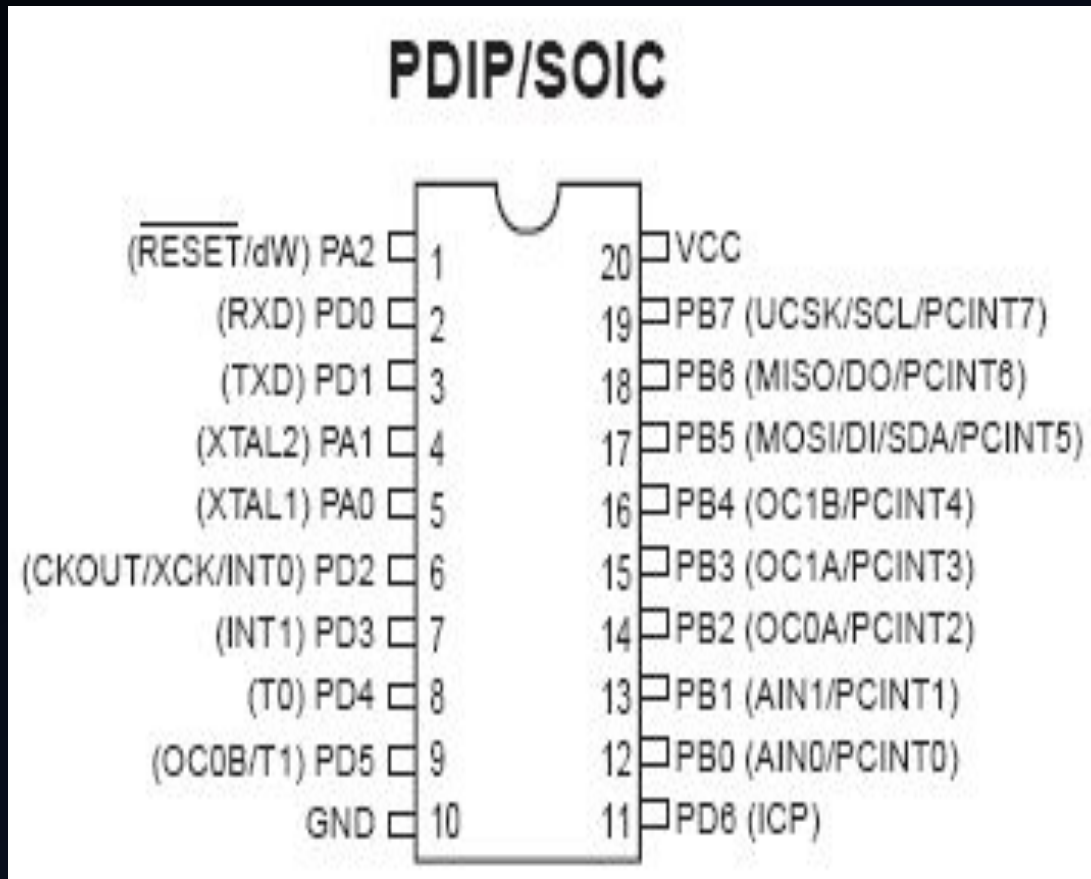 PDIP/SOIC
(RESET/dW) PA2 1 20 VCC
(RXD) PD0 2 19 PB7 (UCSK/SCL/PCINT7)
(TXD) PD1 3 18 PB6 (MISO/DO/PCINT6)
(XTAL2) PA1 4 17 PB5 (MOSI/DI/SDA/PCINT5)
(XTAL1) PA0 5 16 PB4 (OC1B/PCINT4)
(CKOUT/XCK/INT0) PD2 6 15 PB3 (OC1A/PCINT3)
(INT1) PD3 7 14 PB2 (OC0A/PCINT2)
(T0) PD4 8 13 PB1 (AIN1/PCINT1)
(OC0B/T1) PD5 9 12 PB0 (AIN0/PCINT0)
GND 10 11 PD6 (ICP)